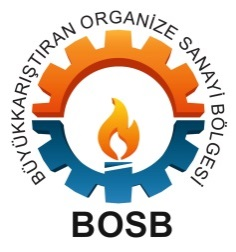 BÜYÜKKARIŞTIRAN ORGANİZE SANAYİ BÖLGESİ
BOSB